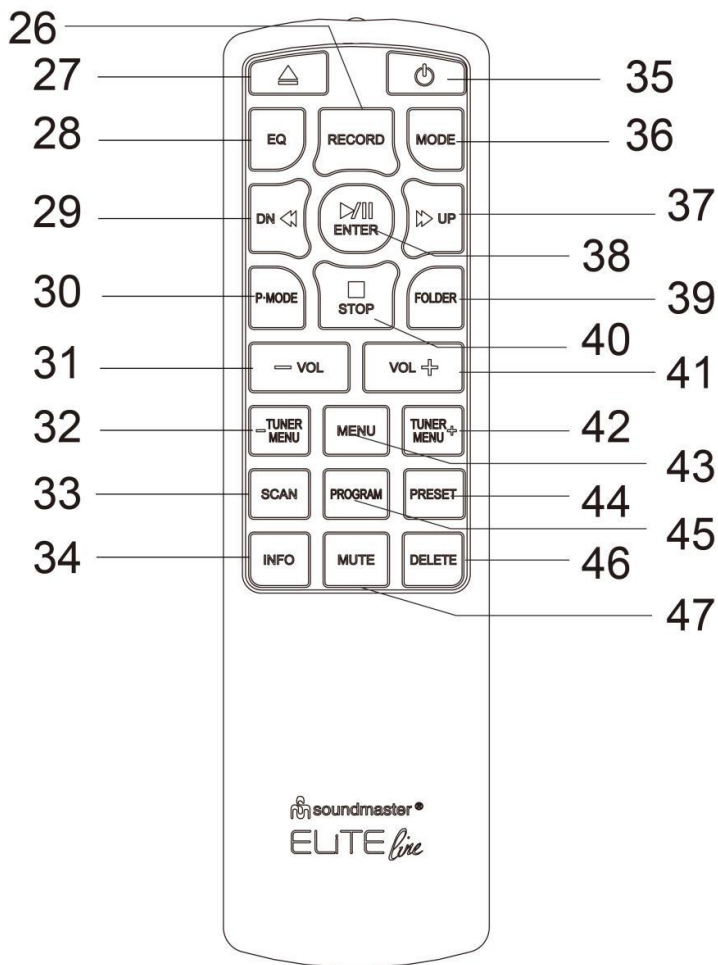 26
27
35
28
EQ
RECORD
MODE
36
29
DN
ENTER
UP
37
38
30
P·MODE
STOP
FOLDER
39
40
31
− VOL
VOL +
41
32
− TUNER
MENU
MENU
TUNER
MENU +
42
43
33
SCAN
PROGRAM
PRESET
44
45
34
INFO
MUTE
DELETE
46
47
soundmaster®
ELiTE line